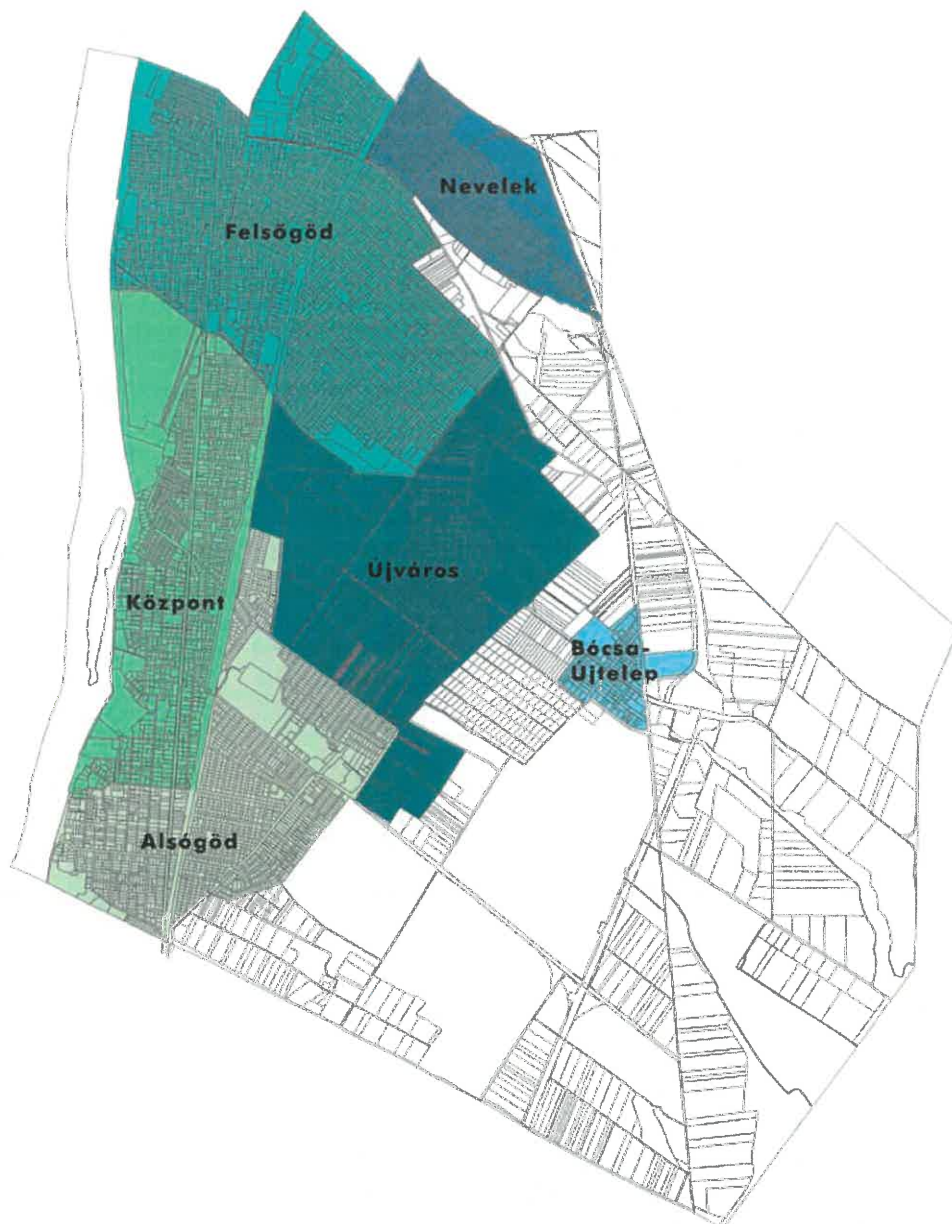 Nevelek
Felsőgöd
Újváros
Központ
Bócsa-
Újtelep
Alsógöd